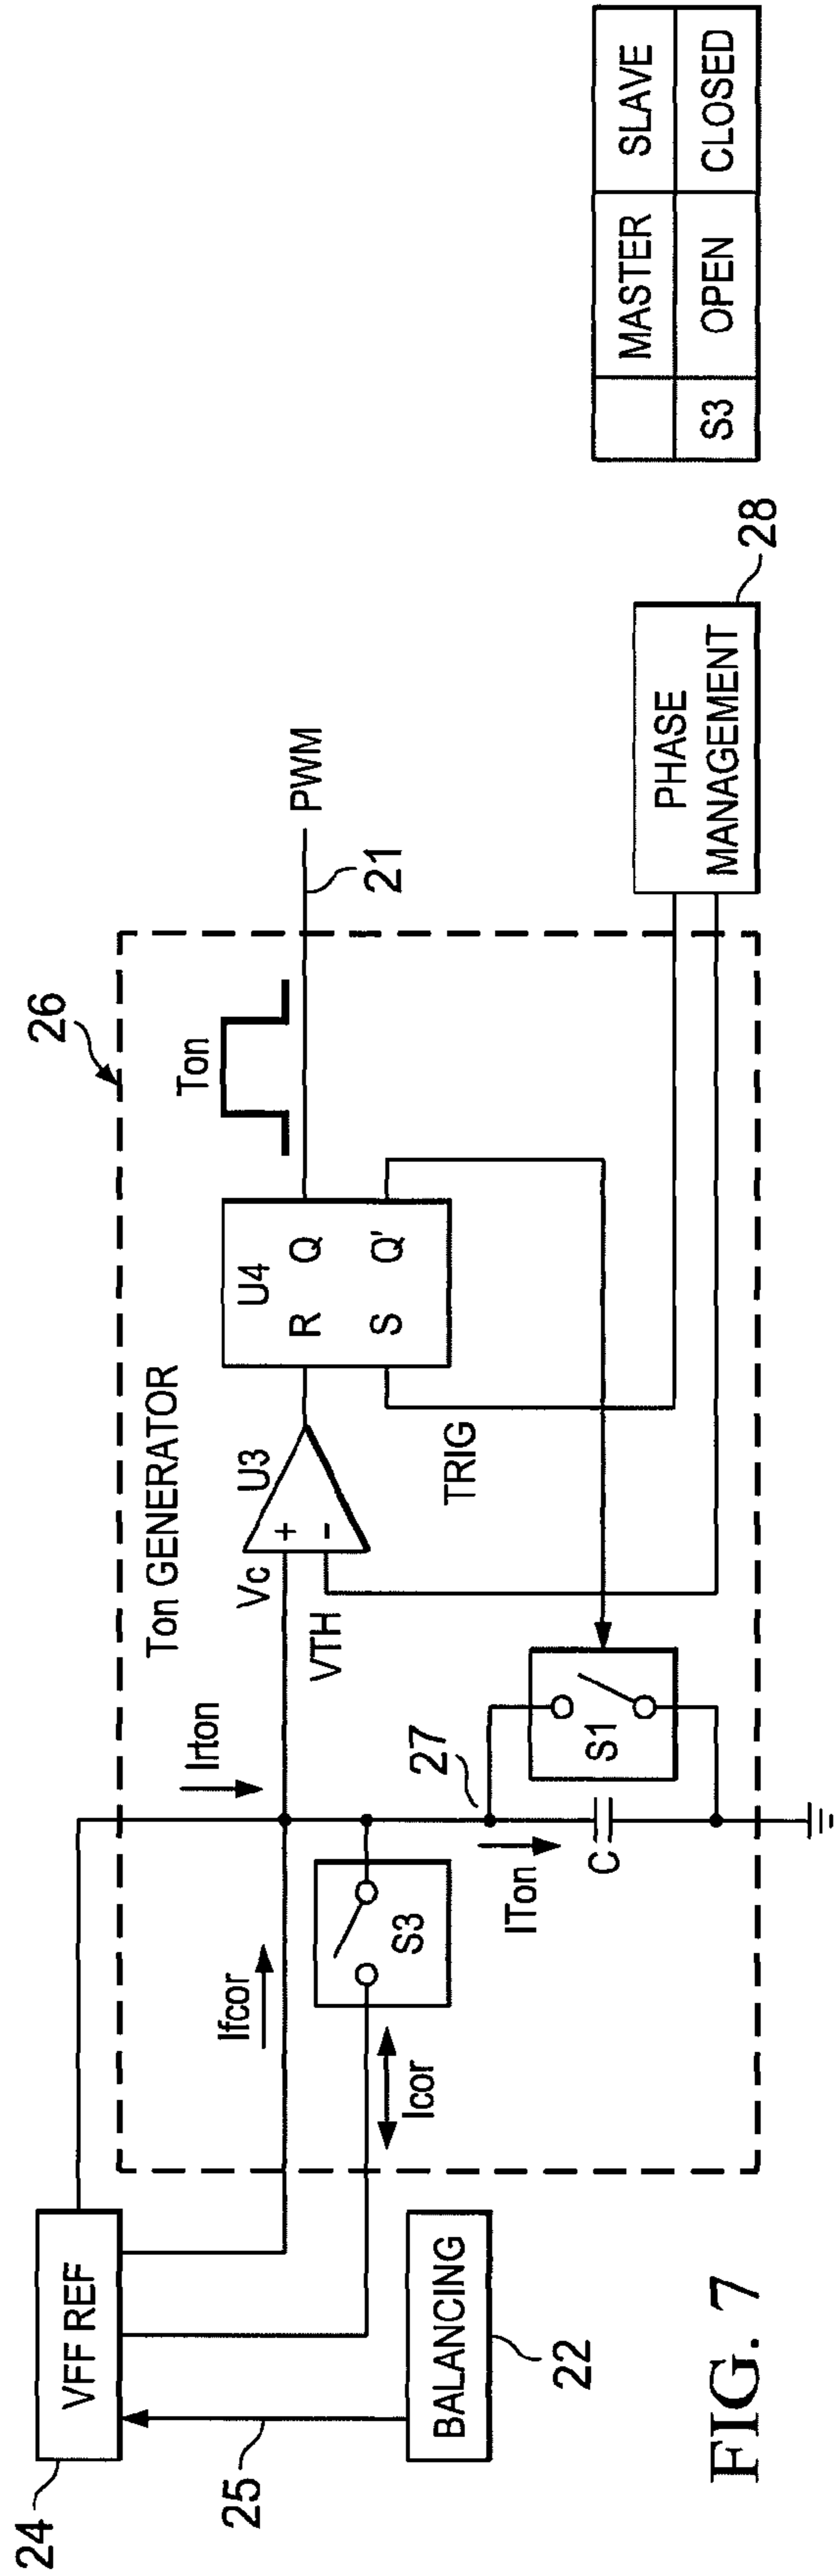 24
VFF REF
25
BALANCING
22
26
Ton GENERATOR
Irton
Ifcor
Icor
S3
27
ITon
C
S1
Vc
VTH
+
-
U3
TRIG
U4
R Q
S Q'
Ton
21
PWM
PHASE
MANAGEMENT
28
MASTER SLAVE
S3 OPEN CLOSED
FIG. 7